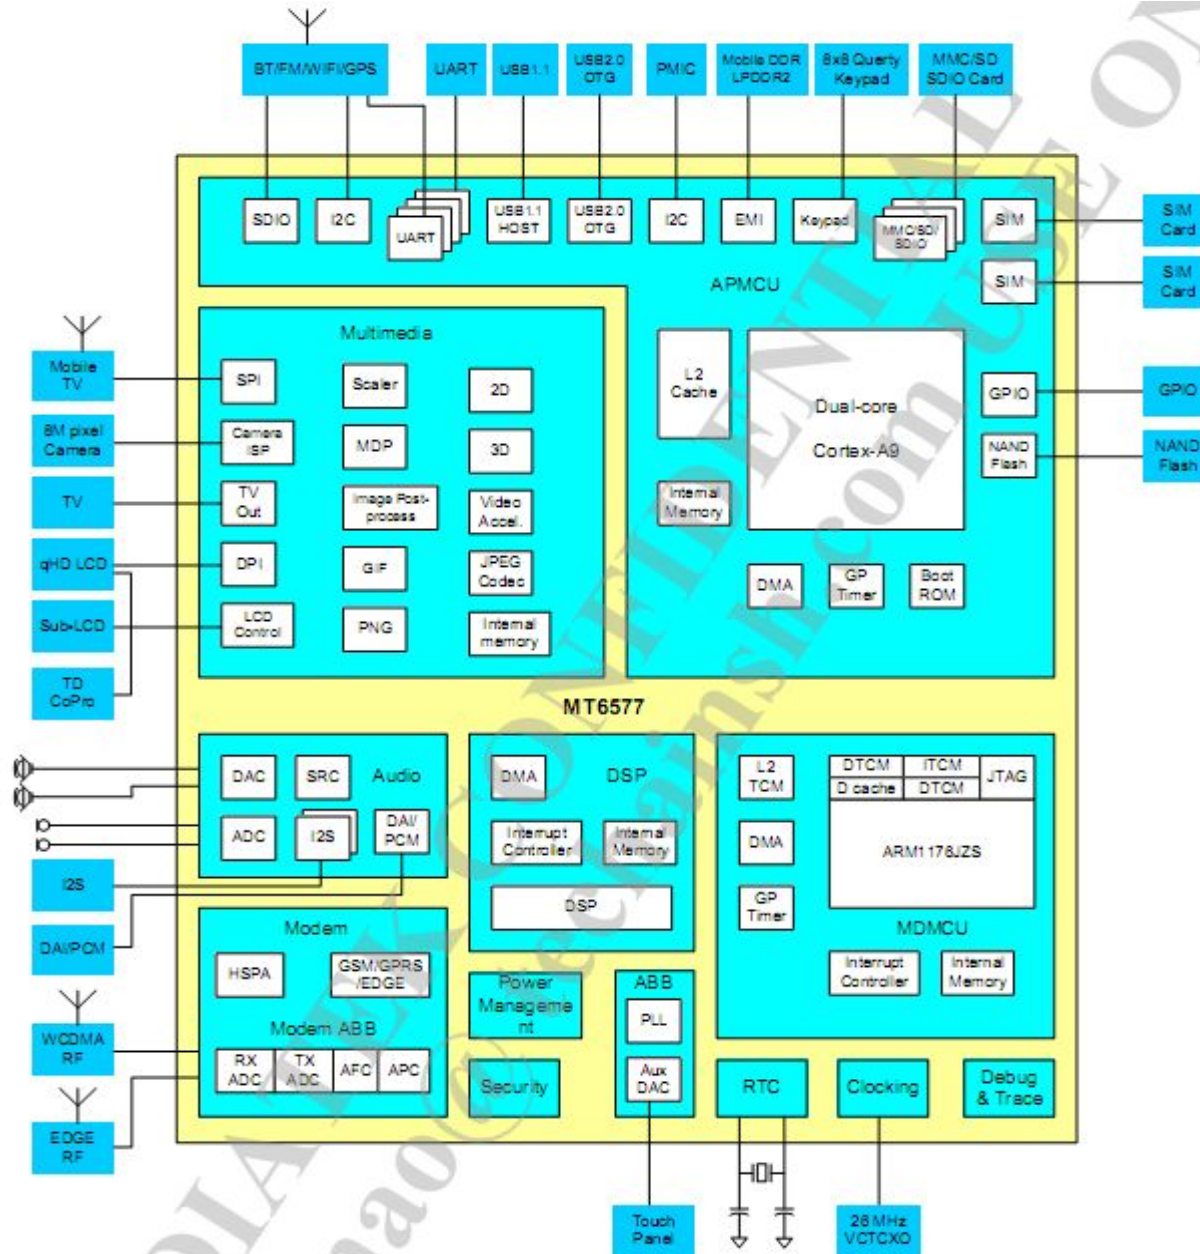 BT/FM/WIFI/GPS
UART
USB1.1
USB2.0
OTG
PMIC
Mobile DDR
LPDDR2
8x8 Querty
Keypad
MMC/SD
SDIO Card
SDIO
I2C
UART
USB1.1
HOST
USB2.0
OTG
I2C
EMI
Keypad
MMC/SD/
SDIO
SIM
SIM
Card
SIM
SIM
Card
APMCU
Multimedia
Mobile
TV
SPI
Scaler
2D
L2
Cache
Dual-core
Cortex-A9
GPIO
GPIO
8M pixel
Camera
Camera
ISP
MDP
3D
NAND
Flash
NAND
Flash
TV
TV
Out
Image Post-
process
Video
Accel.
Internal
Memory
qHD LCD
DPI
GIF
JPEG
Codec
DMA
GP
Timer
Boot
ROM
Sub-LCD
LCD
Control
PNG
Internal
memory
TD
CoPro
MT6577
DAC
SRC
Audio
ADC
I2S
DAI/
PCM
I2S
DAI/PCM
DMA
DSP
Interrupt
Controller
Internal
Memory
DSP
L2
TCM
DTCM
ITCM
JTAG
D cache
DTCM
DMA
ARM1176JZS
GP
Timer
MDMCU
Interrupt
Controller
Internal
Memory
Modem
HSPA
GSM/GPRS
/EDGE
Modem ABB
RX
ADC
TX
ADC
AFC
APC
WCDMA
RF
EDGE
RF
Power
Manageme
nt
ABB
PLL
Aux
DAC
Security
RTC
Clocking
Debug
& Trace
Touch
Panel
26 MHz
VCTCXO